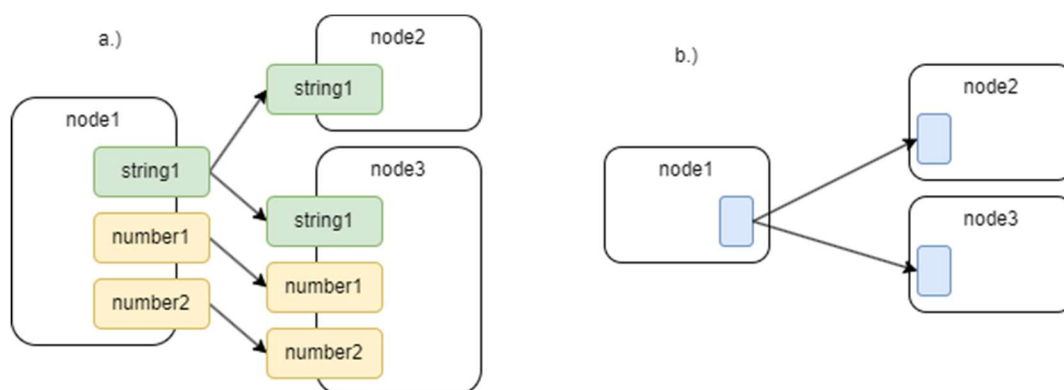 a.)
node1
string1
number1
number2
node2
string1
node3
string1
number1
number2
b.)
node1
node2
node3